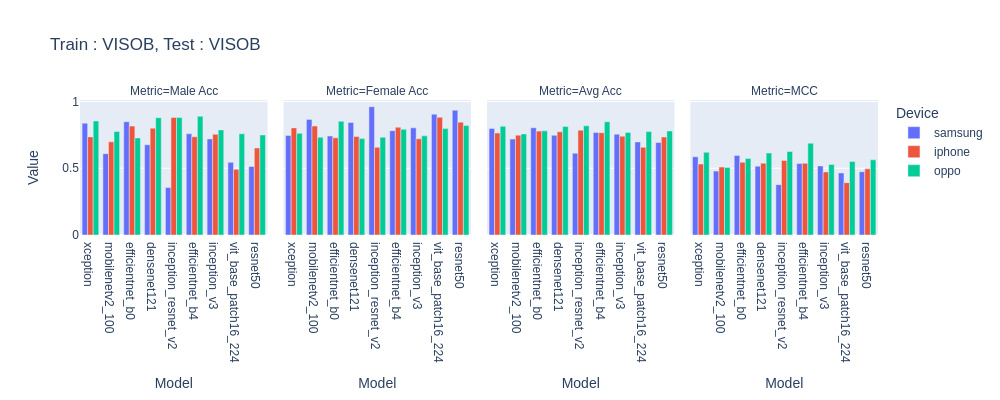 Train : VISOB, Test : VISOB
Metric=Male Acc
Metric=Female Acc
Metric=Avg Acc
Metric=MCC
Device
samsung
iphone
oppo
Value
1
0.5
0
xception
mobilenetv2_100
efficientnet_b0
densenet121
inception_resnet_v2
efficientnet_b4
inception_v3
vit_base_patch16_224
resnet50
xception
mobilenetv2_100
efficientnet_b0
densenet121
inception_resnet_v2
efficientnet_b4
inception_v3
vit_base_patch16_224
resnet50
xception
mobilenetv2_100
efficientnet_b0
densenet121
inception_resnet_v2
efficientnet_b4
inception_v3
vit_base_patch16_224
resnet50
xception
mobilenetv2_100
efficientnet_b0
densenet121
inception_resnet_v2
efficientnet_b4
inception_v3
vit_base_patch16_224
resnet50
Model
Model
Model
Model